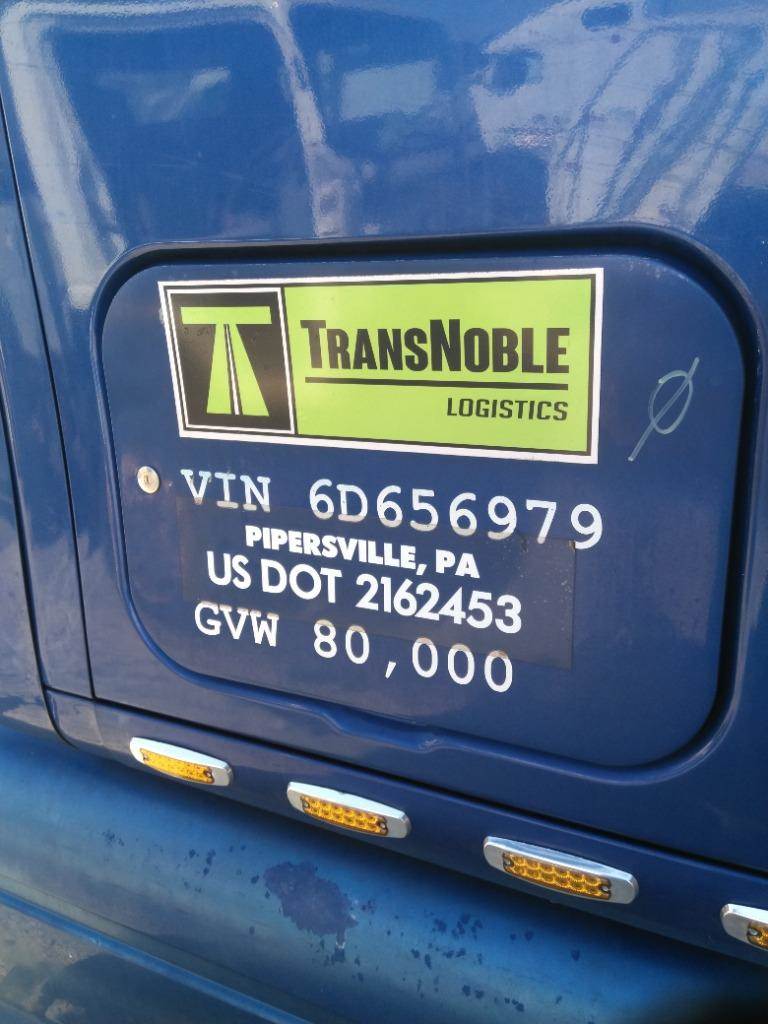 TRANSNOBLE
LOGISTICS
VIN 6D656979
PIPERSVILLE, PA
US DOT 2162453
GVW 80,000